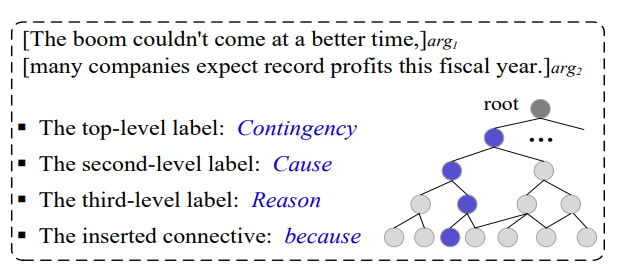 [The boom couldn't come at a better time,]arg1
[many companies expect record profits this fiscal year.]arg2
root
▪ The top-level label: Contingency
...
▪ The second-level label: Cause
▪ The third-level label: Reason
▪ The inserted connective: because